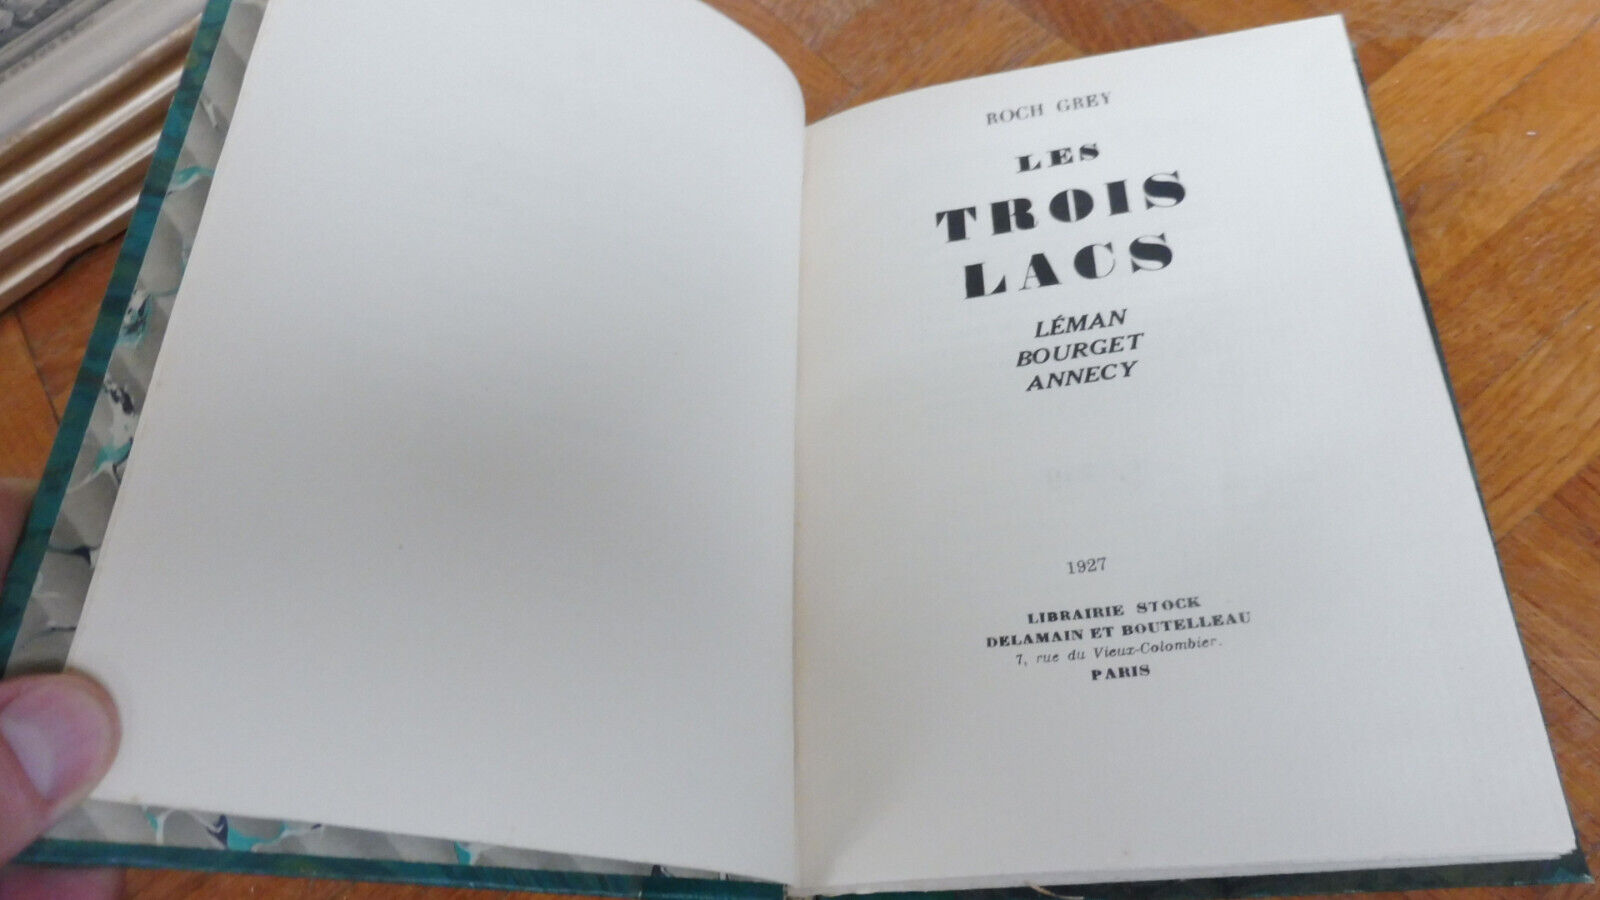 ROCH GREY
LES
TROIS
LACS
LÉMAN
BOURGET
ANNECY
1927
LIBRAIRIE STOCK
DELAMAIN ET BOUTELLEAU
7, rue du Vieux-Colombier.
PARIS